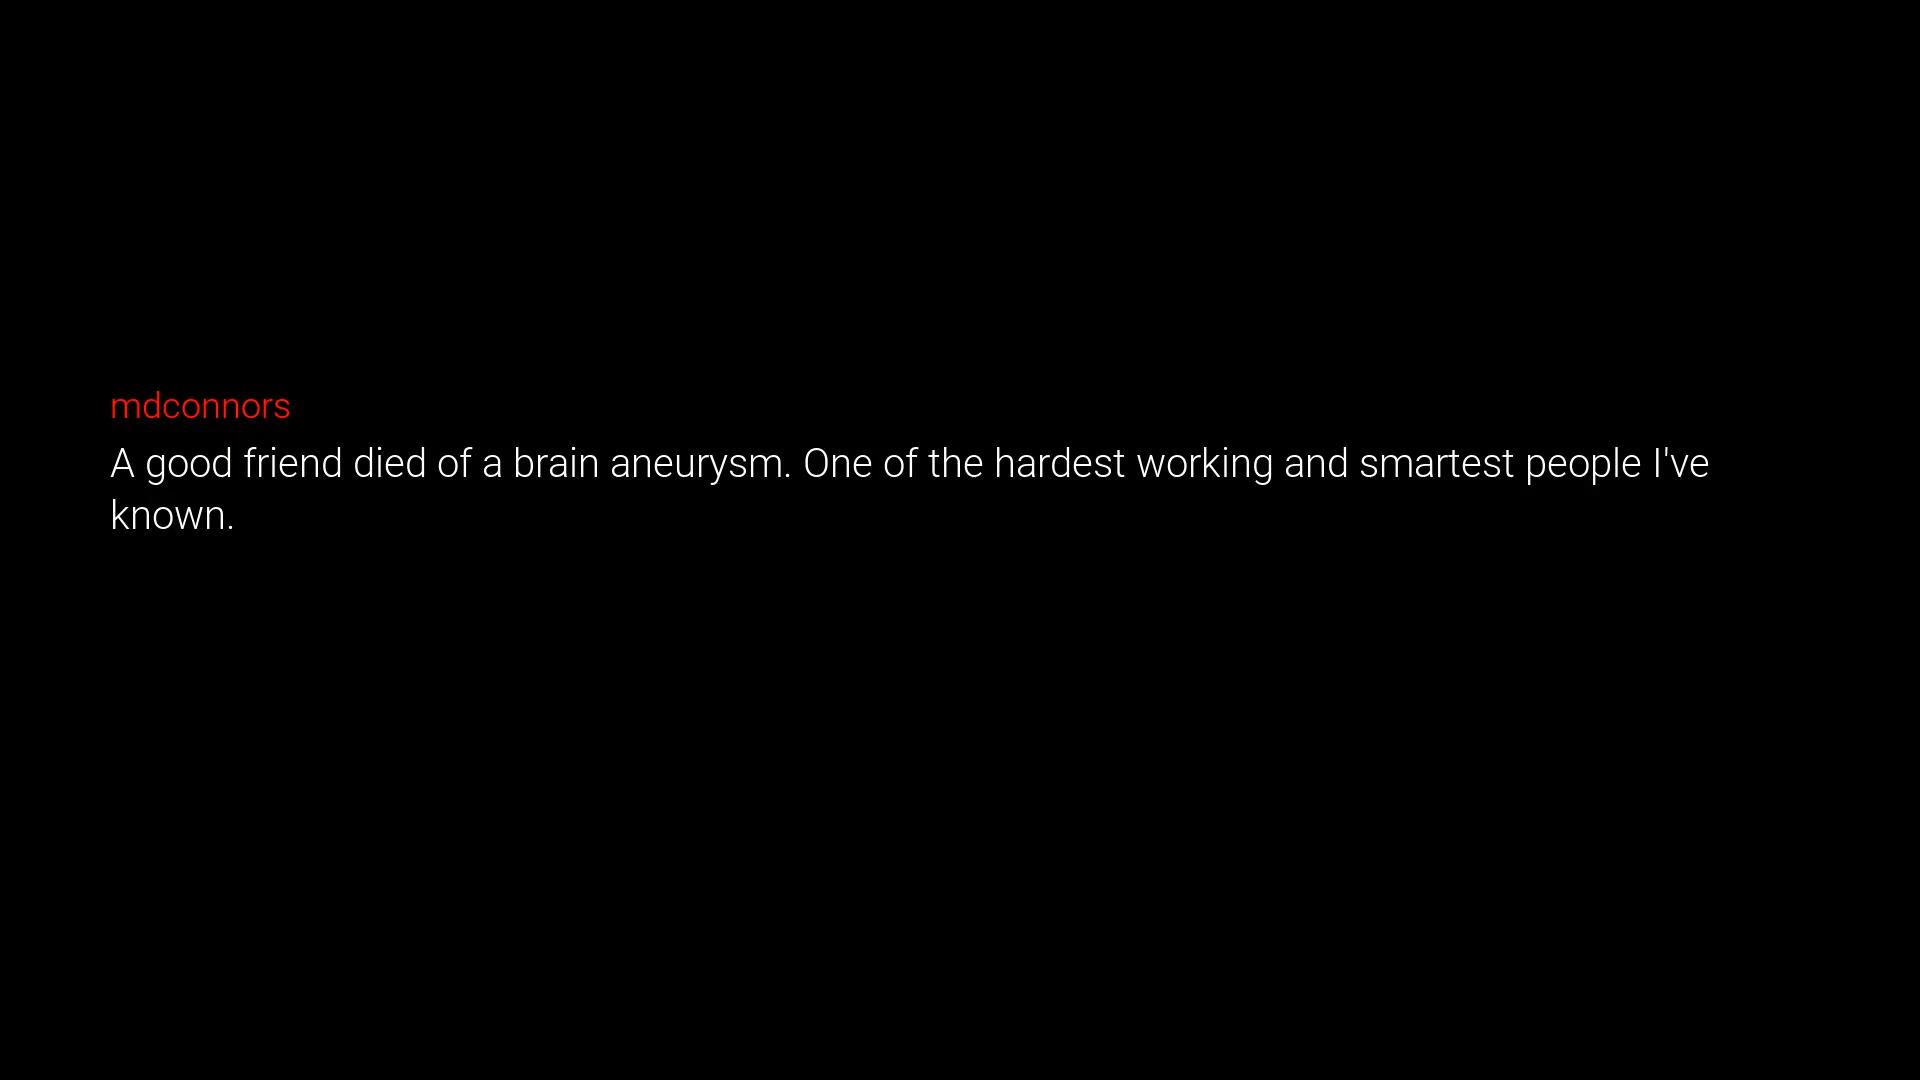 mdconnors
A good friend died of a brain aneurysm. One of the hardest working and smartest people I've
known.